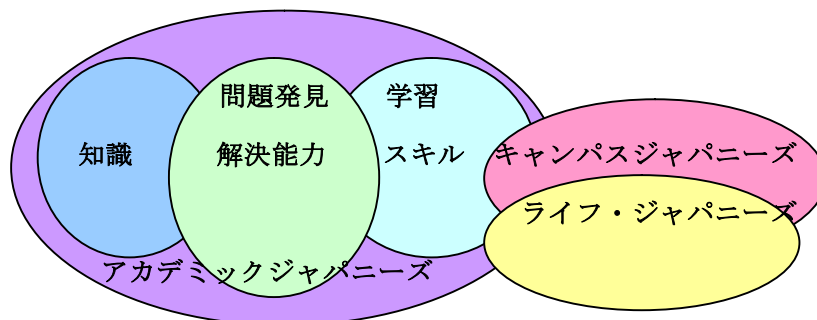 問題発見
解決能力
学習
スキル
知識
キャンパスジャパニーズ
ライフ・ジャパニーズ
アカデミックジャパニーズ